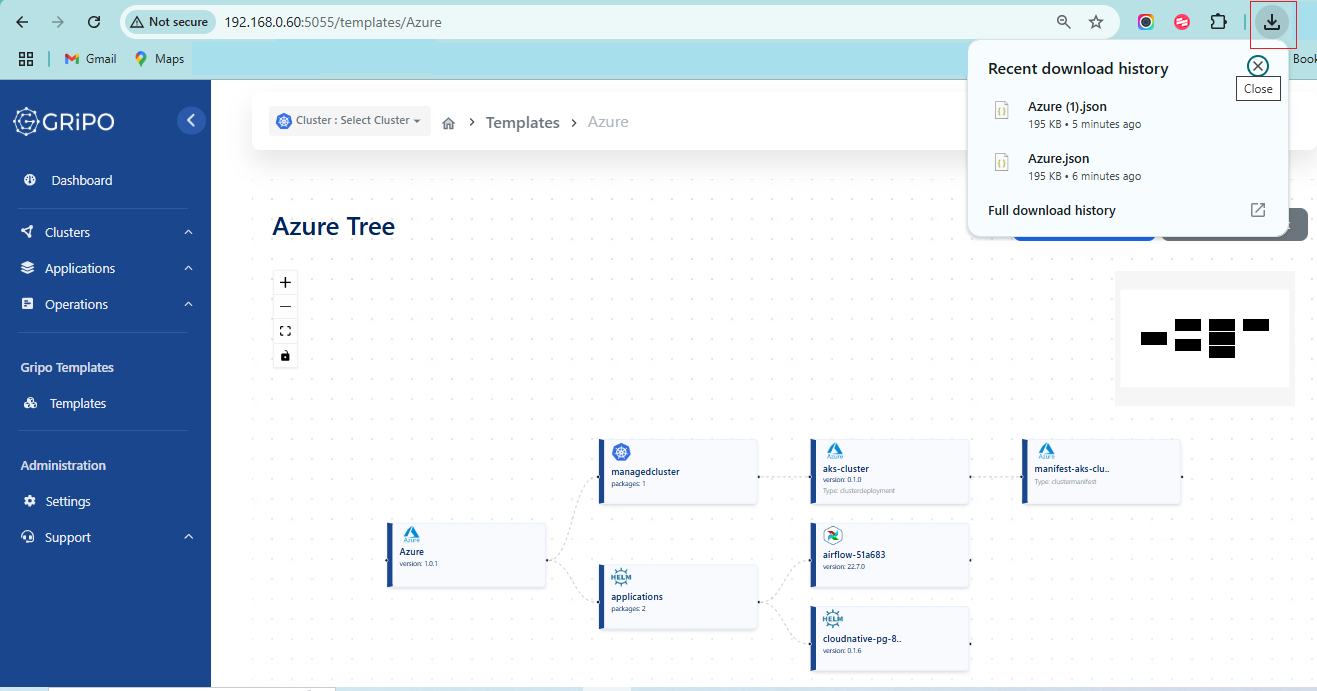 Not secure
192.168.0.60:5055/templates/Azure
Gmail
Maps
Book
Recent download history
Close
Azure (1).json
195 KB • 5 minutes ago
Azure.json
195 KB • 6 minutes ago
Full download history
GRiPO
Cluster : Select Cluster
Templates
Azure
Dashboard
Clusters
Applications
Operations
Gripo Templates
Templates
Administration
Settings
Support
Azure Tree
Azure
Azure
version: 1.0.1
managedcluster
packages: 1
HELM
applications
packages: 2
Azure
aks-cluster
version: 0.1.0
Type: clusterdeployment
airflow-51a683
version: 22.7.0
HELM
cloudnative-pg-8..
version: 0.1.6
Azure
manifest-aks-clu..
Type: clustermanifest